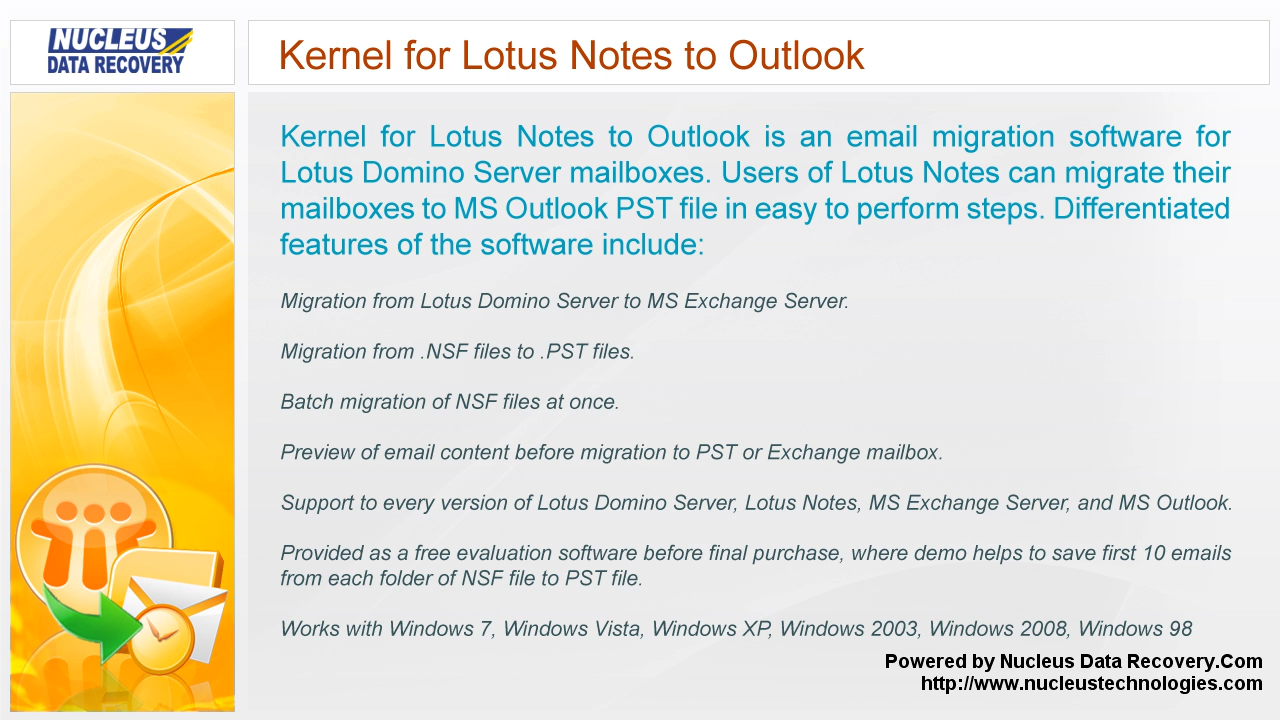 NUCLEUS
DATA RECOVERY
Kernel for Lotus Notes to Outlook
Kernel for Lotus Notes to Outlook is an email migration software for
Lotus Domino Server mailboxes. Users of Lotus Notes can migrate their
mailboxes to MS Outlook PST file in easy to perform steps. Differentiated
features of the software include:
Migration from Lotus Domino Server to MS Exchange Server.
Migration from .NSF files to .PST files.
Batch migration of NSF files at once.
Preview of email content before migration to PST or Exchange mailbox.
Support to every version of Lotus Domino Server, Lotus Notes, MS Exchange Server, and MS Outlook.
Provided as a free evaluation software before final purchase, where demo helps to save first 10 emails
from each folder of NSF file to PST file.
Works with Windows 7, Windows Vista, Windows XP, Windows 2003, Windows 2008, Windows 98
Powered by Nucleus Data Recovery.Com
http://www.nucleustechnologies.com